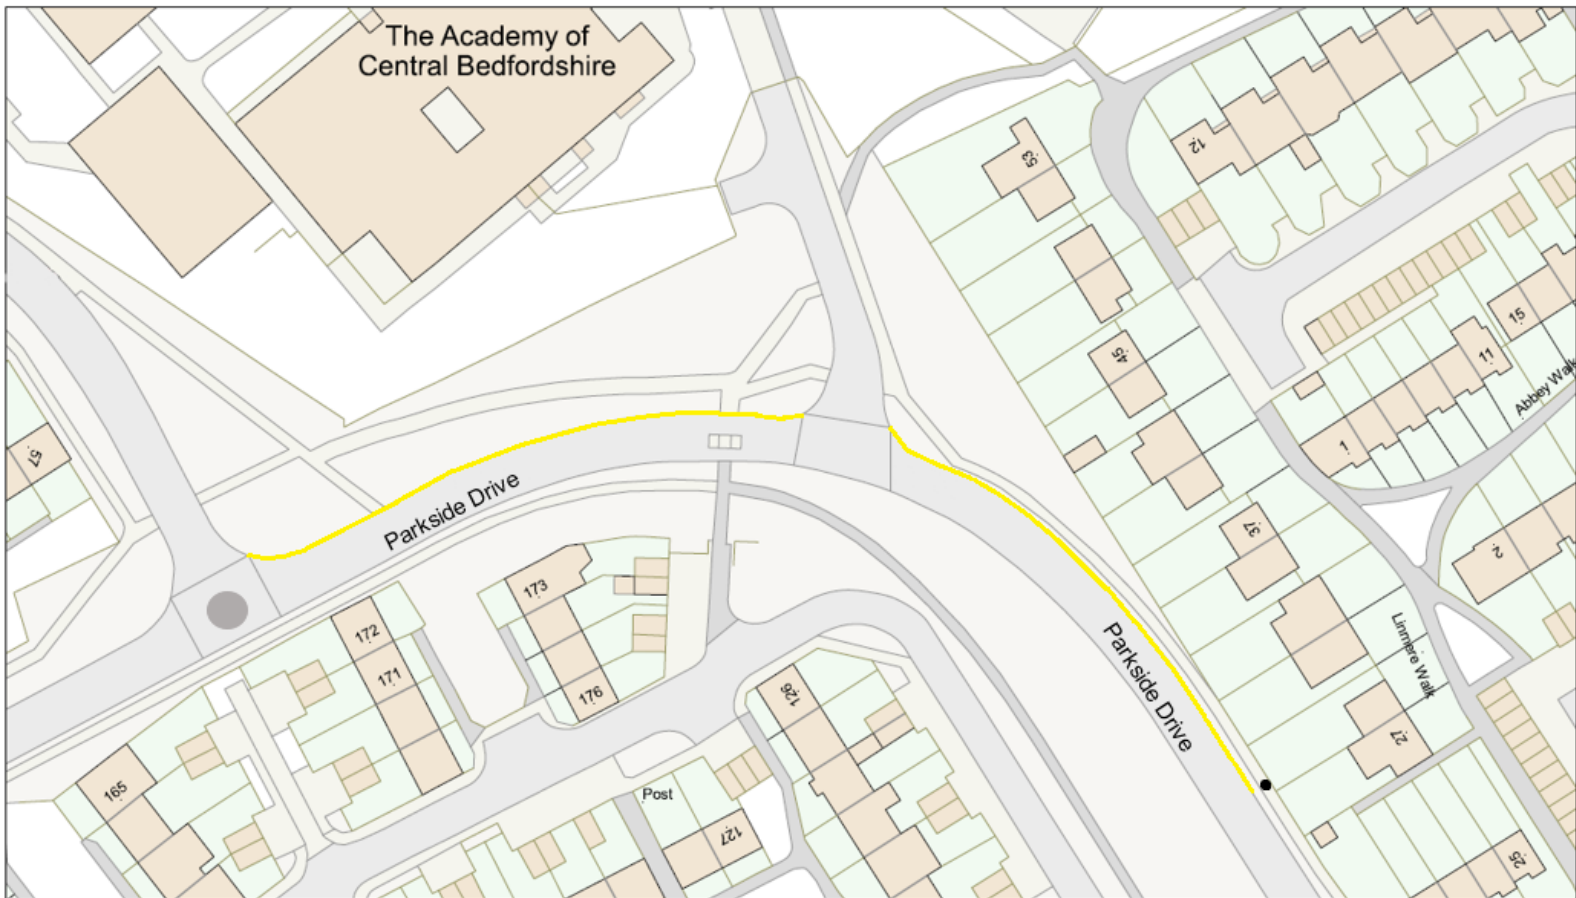 The Academy of
Central Bedfordshire
53
12
45
15
11
Abbey Walk
1
57
Parkside Drive
37
2
173
172
171
176
126
Parkside Drive
Linmere Walk
27
165
Post
127
25